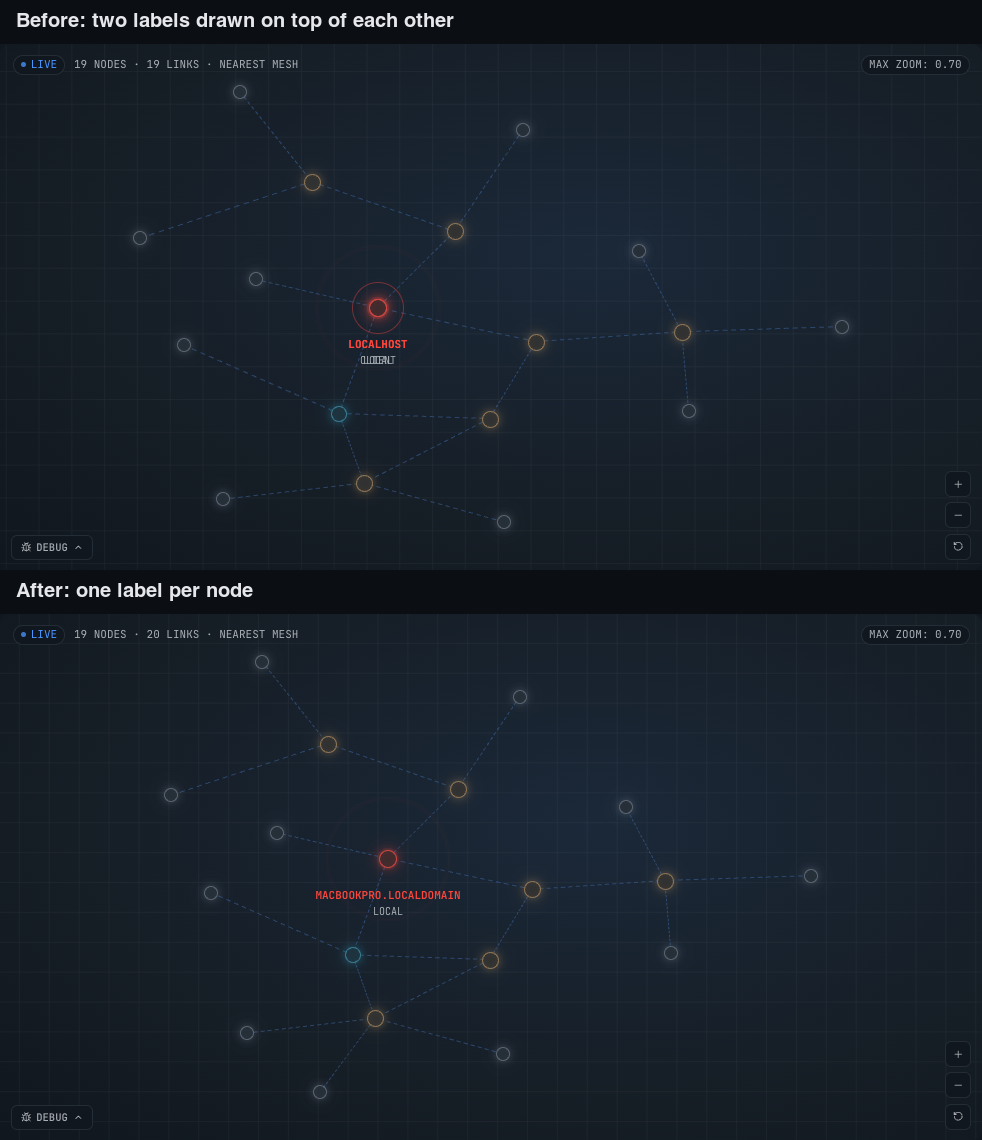 Before: two labels drawn on top of each other
LIVE 19 NODES · 19 LINKS · NEAREST MESH
MAX ZOOM: 0.70
LOCALHOST
DEBUG
After: one label per node
LIVE 19 NODES · 20 LINKS · NEAREST MESH
MAX ZOOM: 0.70
MACBOOKPRO.LOCALDOMAIN
LOCAL
DEBUG